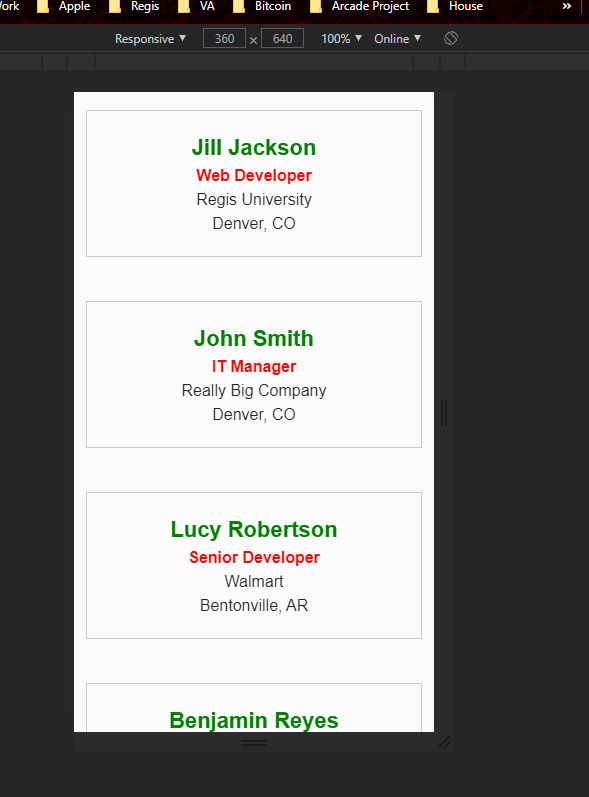 Apple Regis VA Bitcoin Arcade Project House »
Responsive ▼ 360 × 640 100% ▼ Online ▼
Jill Jackson
Web Developer
Regis University
Denver, CO
John Smith
IT Manager
Really Big Company
Denver, CO
Lucy Robertson
Senior Developer
Walmart
Bentonville, AR
Benjamin Reyes